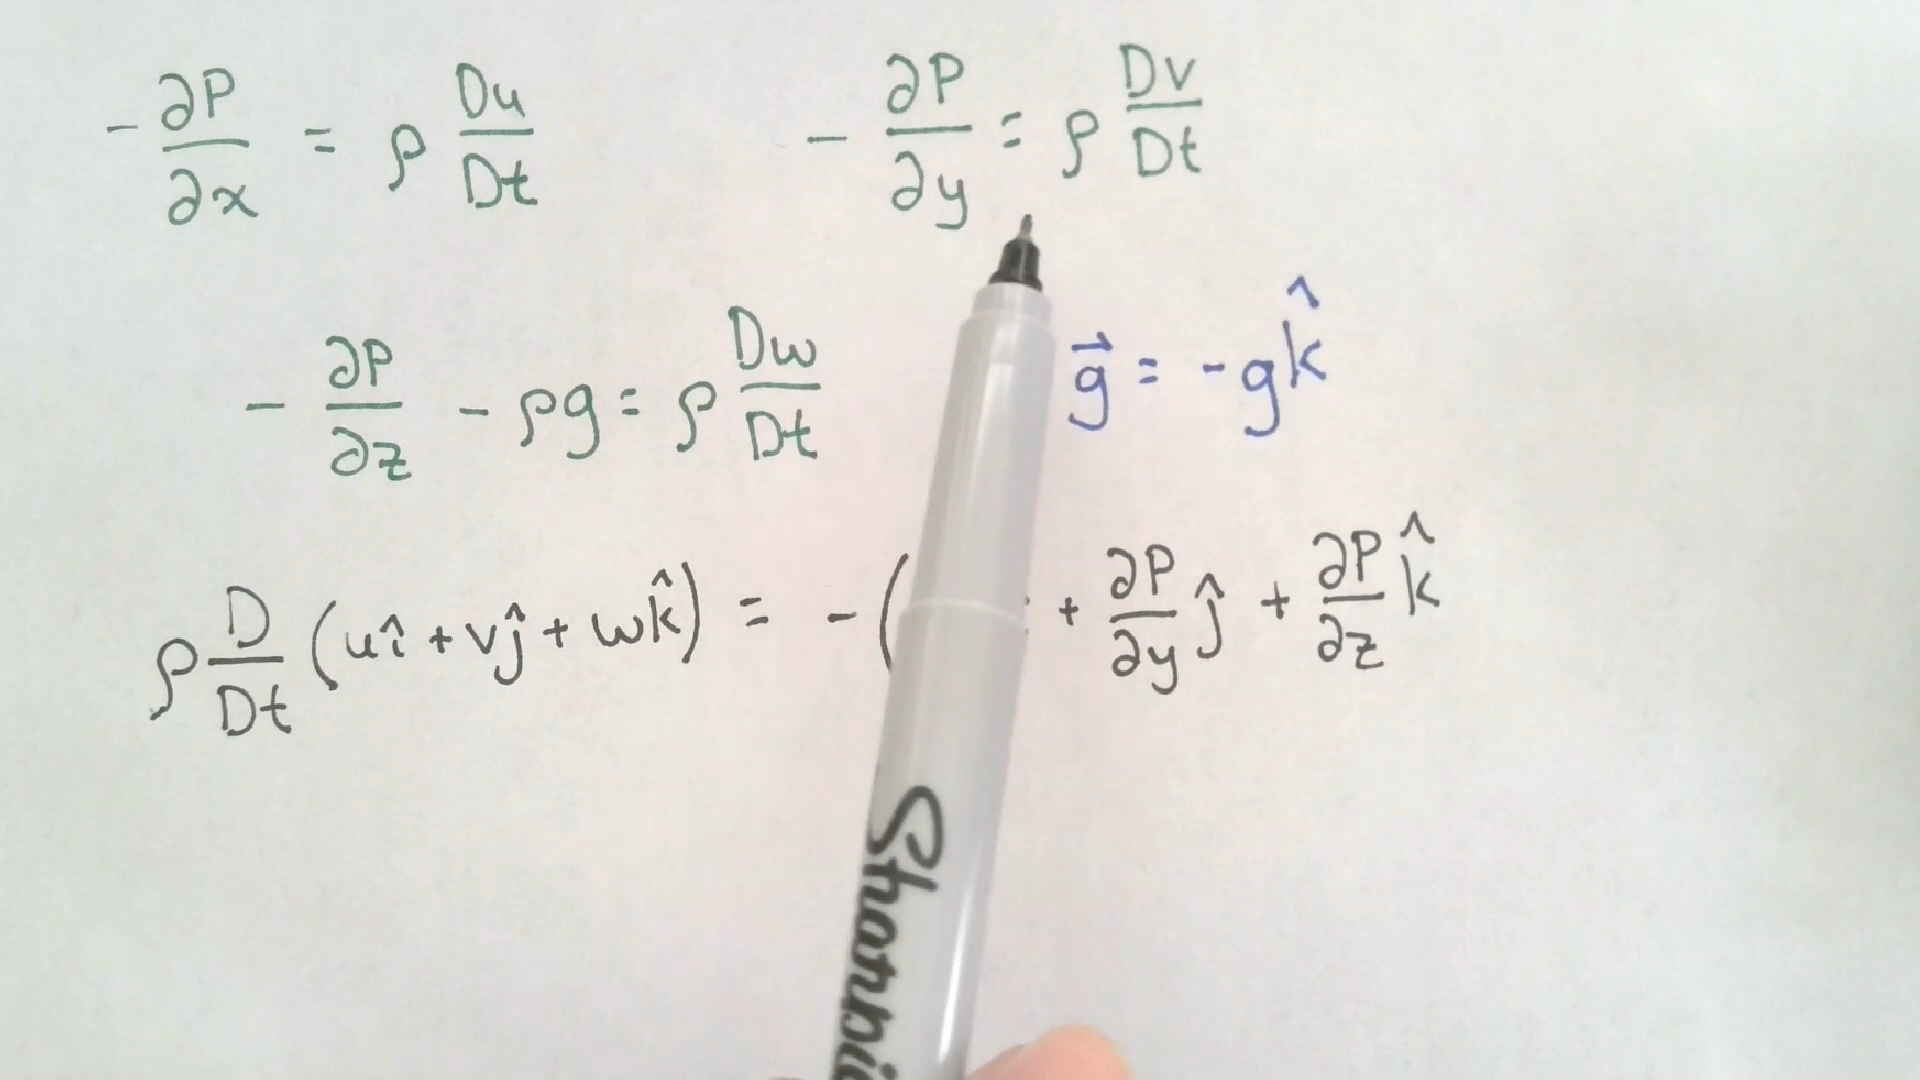 -∂P/∂x = ρ Du/Dt
-∂P/∂y = ρ Dv/Dt
-∂P/∂z - ρg = ρ Dw/Dt
g⃗ = -gk̂
ρ D/Dt (uî + vĵ + wk̂) = -( + ∂P/∂y ĵ + ∂P/∂z k̂
Sharpie